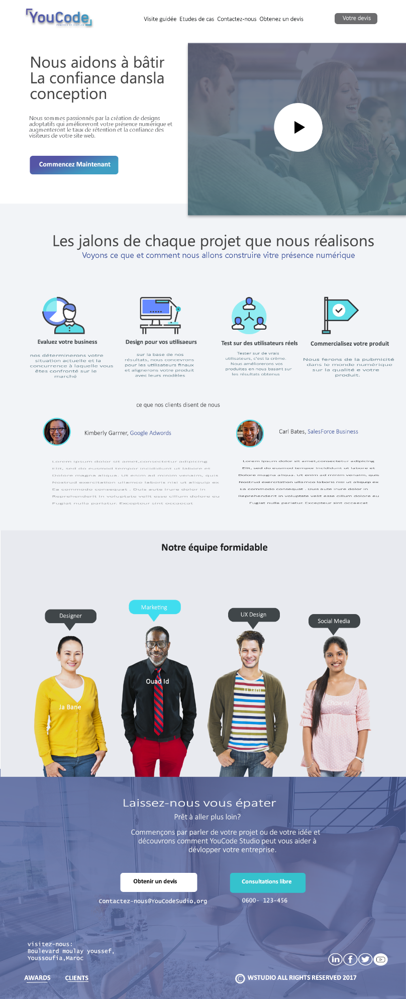 YouCode
POWERED BY SIMPLON
Visite guidée Etudes de cas Contactez-nous Obtenez un devis
Votre devis
Nous aidons à bâtir
La confiance dansla
conception
Nous sommes passionnés par la création de designs
adoptatifs qui amélioreront votre présence numérique et
augmenteront le taux de rétention et la confiance des
visiteurs de votre site web.
Commencez Maintenant
Les jalons de chaque projet que nous réalisons
Voyons ce que et comment nous allons construire vitre présence numérique
Evaluez votre business
nos déterminerons votre
situation actuelle et la
concurrence à laquelle vous
êtes confronté sur le
marché
Design pour vos utilisaeurs
sur la base de nos
résultats, nous concevrons
pour les utilisateurs finaux
et alignerons votre produit
avec leurs modèles
Test sur des utilisateurs réels
Tester sur de vrais
utilisateurs, c'est la crème.
Nous améliorerons vos
produites en nous basant sur
les résultats obtenus
Commercialisez votre produit
Nous ferons de la pubmicité
dans le monde numérique
sur la qualité e votre
produit.
ce que nos clients disent de nous
Kimberly Garrrer, Google Adwords
Lorem ipsum dolor sit amet,consectetur adipicing
Elit, sed do eusmod tempor incididunt ut labore et
Dolore magna aliqua. Ut enim ad minim venaim, quis
Nostrud exercitation ullamco laboris nisi ut aliquip ex
Ea commodo consequat . Duis aute irure dolor in
Reprehenderit in voluptate velit esse cillum dolore eu
Fugiat nulla pariatur. Excepteur sint occaecat
Carl Bates, SalesForce Business
Lorem ipsum dolor sit amet,consectetur adipicing
Elit, sed do eusmod tempor incididunt ut labore et
Dolore magna aliqua. Ut enim ad minim venaim, quis
Nostrud exercitation ullamco laboris nisi ut aliquip ex
Ea commodo consequat . Duis aute irure dolor in
Reprehenderit in voluptate velit esse cillum dolore eu
Fugiat nulla pariatur. Excepteur sint occaecat
Notre équipe formidable
Designer
Marketing
UX Design
Social Media
Ja Bane
Ouad Id
Laissez-nous vous épater
Prêt à aller plus loin?
Commençons par parler de votre projet ou de votre idée et
découvrons comment YouCode Studio peut vous aider à
dévlopper votre entreprise.
Obtenir un devis
Consultations libre
Contactez-nous@YouCodeSudio,org
0600- 123-456
visitez-nous:
Boulevard moulay youssef,
Youssoufia,Maroc
in f
AWARDS CLIENTS
© WSTUDIO ALL RIGHTS RESERVED 2017